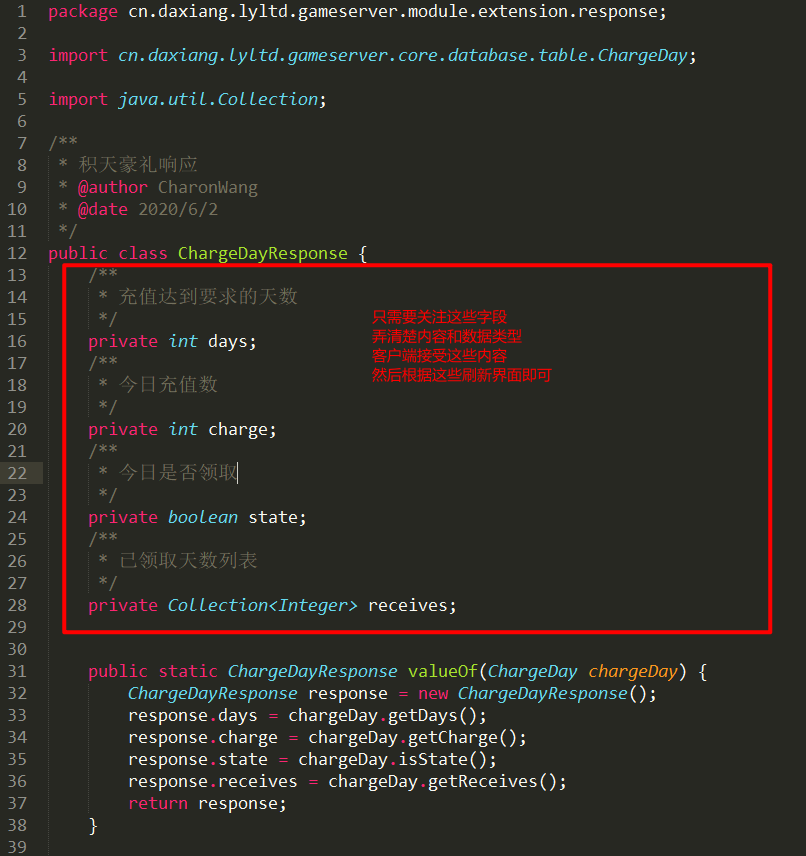 1 package cn.daxiang.lyltd.gameserver.module.extension.response;
2
3 import cn.daxiang.lyltd.gameserver.core.database.table.ChargeDay;
4
5 import java.util.Collection;
6
7 /**
8 * 积天豪礼响应
9 * @author CharonWang
10 * @date 2020/6/2
11 */
12 public class ChargeDayResponse {
13 /**
14 * 充值达到要求的天数
15 */
16 private int days;
17 /**
18 * 今日充值数
19 */
20 private int charge;
21 /**
22 * 今日是否领取
23 */
24 private boolean state;
25 /**
26 * 已领取天数列表
27 */
28 private Collection<Integer> receives;
29
30
31 public static ChargeDayResponse valueOf(ChargeDay chargeDay) {
32 ChargeDayResponse response = new ChargeDayResponse();
33 response.days = chargeDay.getDays();
34 response.charge = chargeDay.getCharge();
35 response.state = chargeDay.isState();
36 response.receives = chargeDay.getReceives();
37 return response;
38 }
39
只需要关注这些字段
弄清楚内容和数据类型
客户端接受这些内容
然后根据这些刷新界面即可